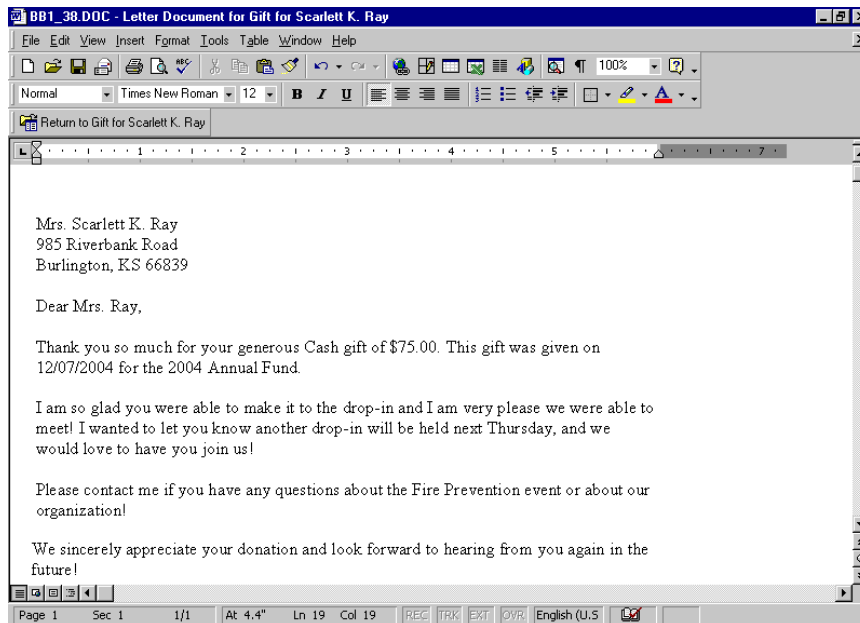 BB1_38.DOC - Letter Document for Gift for Scarlett K. Ray
File Edit View Insert Format Tools Table Window Help
100%
Normal Times New Roman 12 B I U A
Return to Gift for Scarlett K. Ray
L 1 2 3 4 5 7
Mrs. Scarlett K. Ray
985 Riverbank Road
Burlington, KS 66839
Dear Mrs. Ray,
Thank you so much for your generous Cash gift of $75.00. This gift was given on
12/07/2004 for the 2004 Annual Fund.
I am so glad you were able to make it to the drop-in and I am very please we were able to
meet! I wanted to let you know another drop-in will be held next Thursday, and we
would love to have you join us!
Please contact me if you have any questions about the Fire Prevention event or about our
organization!
We sincerely appreciate your donation and look forward to hearing from you again in the
future!
Page 1 Sec 1 1/1 At 4.4" Ln 19 Col 19 REC TRK EXT OVR English (U.S